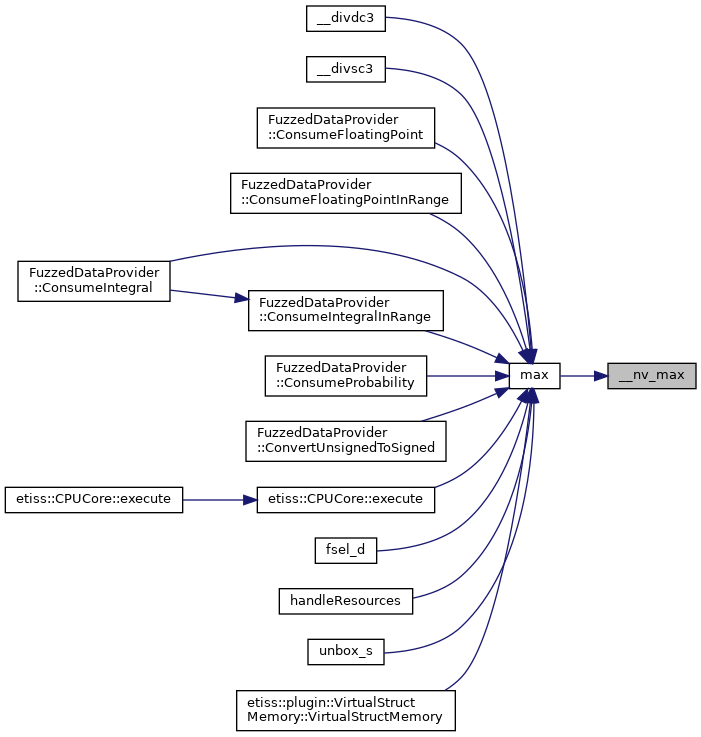 __divdc3
__divsc3
FuzzedDataProvider
::ConsumeFloatingPoint
FuzzedDataProvider
::ConsumeFloatingPointInRange
FuzzedDataProvider
::ConsumeIntegral
FuzzedDataProvider
::ConsumeIntegralInRange
FuzzedDataProvider
::ConsumeProbability
max
__nv_max
FuzzedDataProvider
::ConvertUnsignedToSigned
etiss::CPUCore::execute
etiss::CPUCore::execute
fsel_d
handleResources
unbox_s
etiss::plugin::VirtualStruct
Memory::VirtualStructMemory